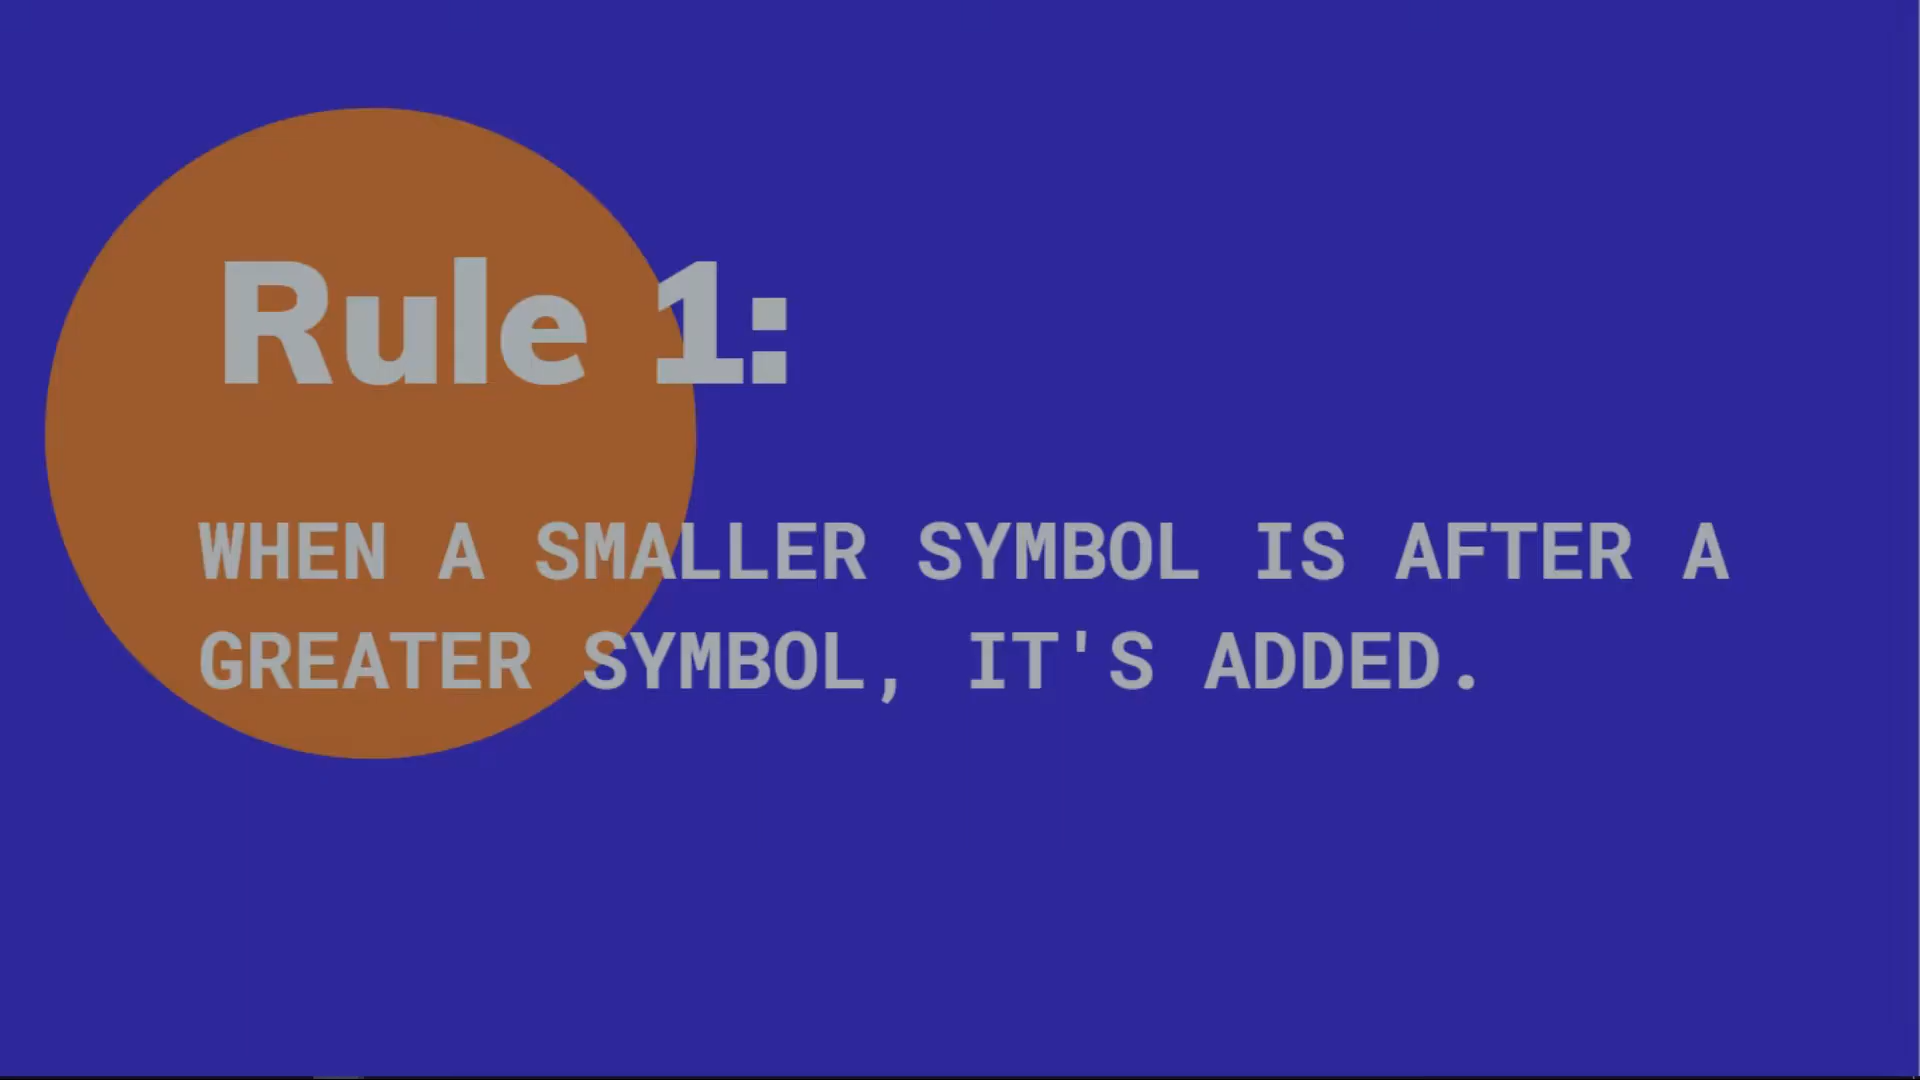 Rule 1:
WHEN A SMALLER SYMBOL IS AFTER A
GREATER SYMBOL, IT'S ADDED.